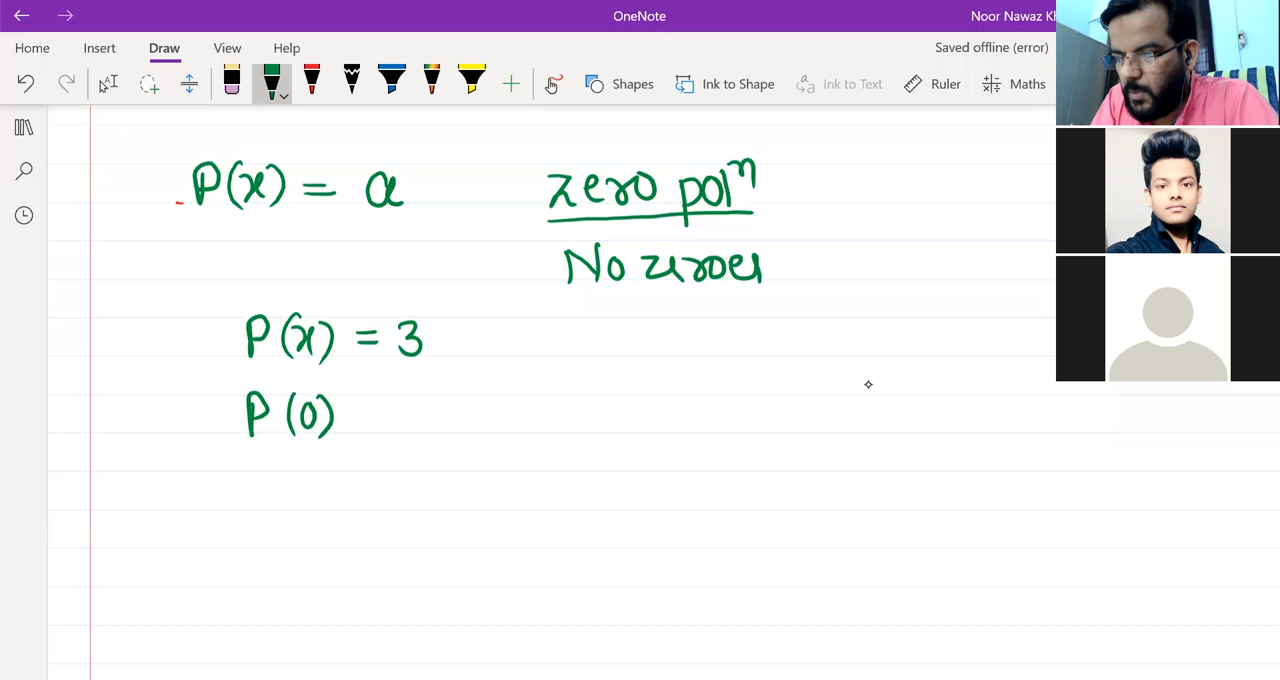 OneNote
Noor Nawaz Kh
Home Insert Draw View Help
Saved offline (error)
Shapes Ink to Shape Ink to Text Ruler Maths
P(x) = a zero polⁿ
No zeroes
P(x) = 3
P(0)